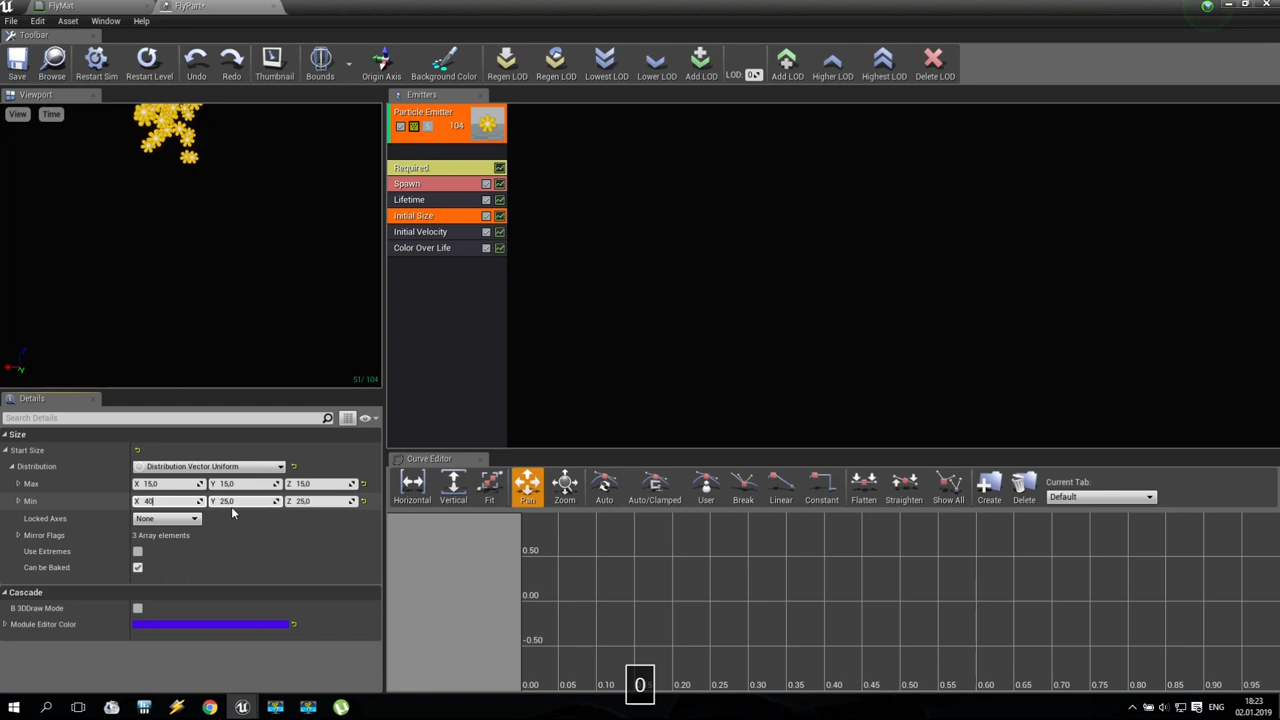 FlyMat
FlyPart*
File Edit Asset Window Help
Toolbar
Save Browse Restart Sim Restart Level Undo Redo Thumbnail Bounds Origin Axis Background Color Regen LOD Regen LOD Lowest LOD Lower LOD Add LOD LOD: 0 Add LOD Higher LOD Highest LOD Delete LOD
Viewport
Emitters
View Time
Particle Emitter
104
Required
Spawn
Lifetime
Initial Size
Initial Velocity
Color Over Life
51/ 104
Details
Search Details
Size
Start Size
Distribution Distribution Vector Uniform
Max X 15,0 Y 15,0 Z 15,0
Min X 40 Y 25,0 Z 25,0
Locked Axes None
Mirror Flags 3 Array elements
Use Extremes
Can be Baked
Cascade
B 3DDraw Mode
Module Editor Color
Curve Editor
Horizontal Vertical Fit Pan Zoom Auto Auto/Clamped User Break Linear Constant Flatten Straighten Show All Create Delete
Current Tab:
Default
0.50
0.00
-0.50
0.00 0.05 0.10 0.20 0.25 0.30 0.35 0.40 0.45 0.50 0.55 0.60 0.65 0.70 0.75 0.80 0.85 0.90 0.95
0
ENG
18:23
02.01.2019